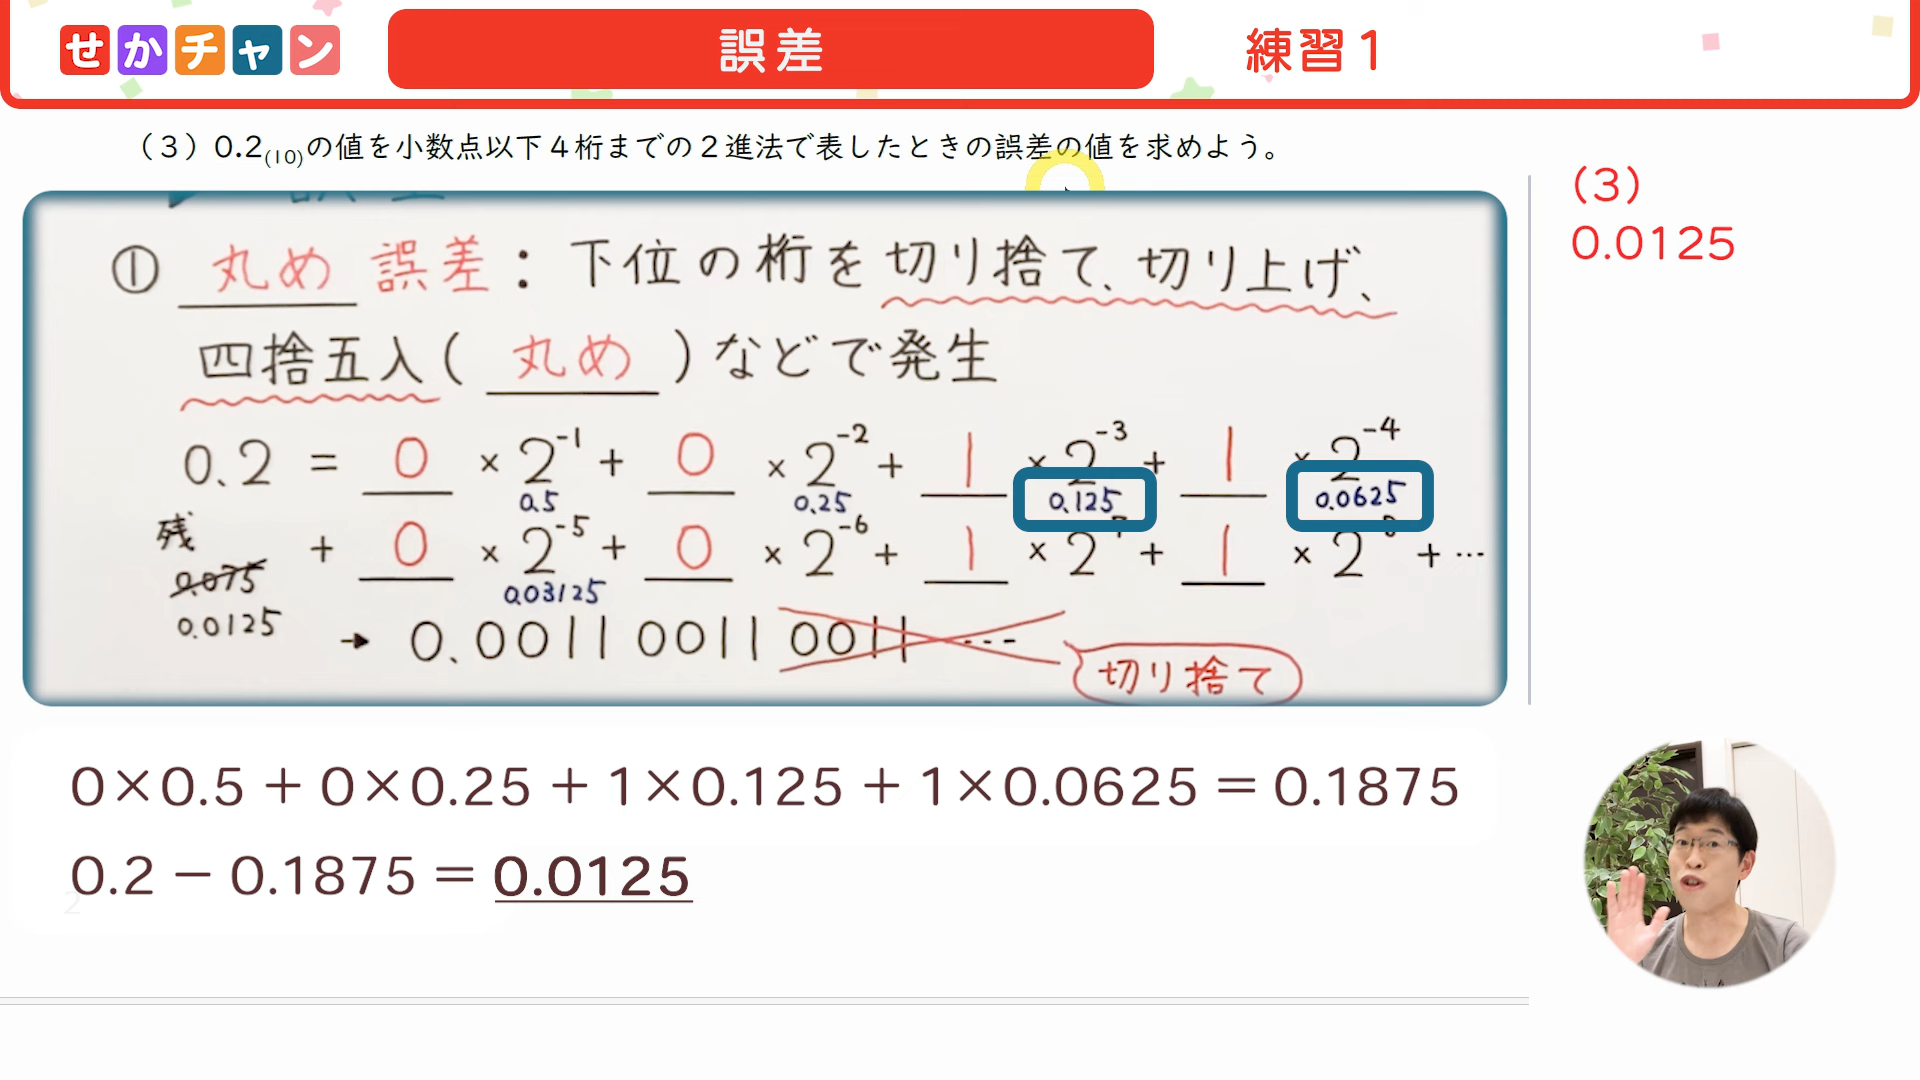 せかチャン
誤差
練習1
（3）0.2(10)の値を小数点以下4桁までの2進法で表したときの誤差の値を求めよう。
(3)
0.0125
① 丸め 誤差：下位の桁を切り捨て、切り上げ、
四捨五入( 丸め )などで発生
0.2 = 0 × 2^-1 + 0 × 2^-2 + 1 × 2^-3 + 1 × 2^-4
0.5 0.25 0.125 0.0625
残
+ 0 × 2^-5 + 0 × 2^-6 + 1 × 2 + 1 × 2 + …
0.075
0.03125
0.0125
→ 0.0011 0011 0011 ---
切り捨て
0×0.5＋0×0.25＋1×0.125＋1×0.0625＝0.1875
0.2－0.1875＝0.0125